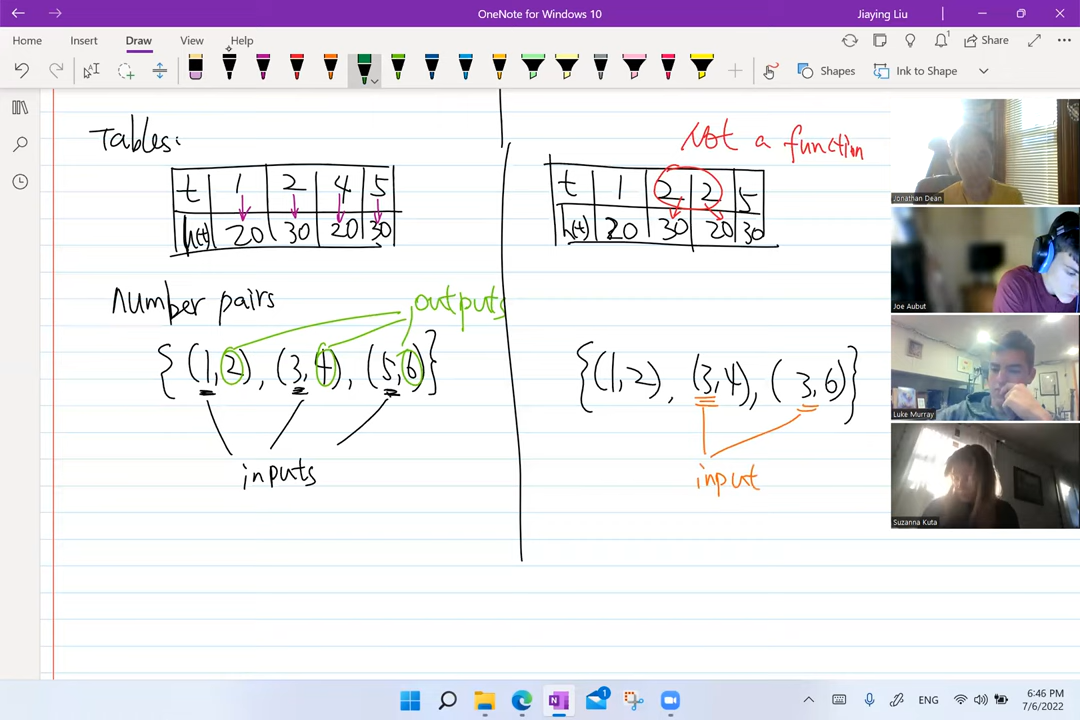 OneNote for Windows 10
Jiaying Liu
Home Insert Draw View Help
Share
Shapes
Ink to Shape
Tables:
t 1 2 4 5
h(t) 20 30 20 30
Not a function
t 1 2 2 5
h(t) 20 30 20 30
Number pairs
outputs
{(1,2), (3,4), (5,6)}
inputs
{(1,2), (3,4), (3,6)}
input
Jonathan Dean
Joe Aubut
Luke Murray
Suzanna Kuta
1
ENG
6:46 PM
7/6/2022